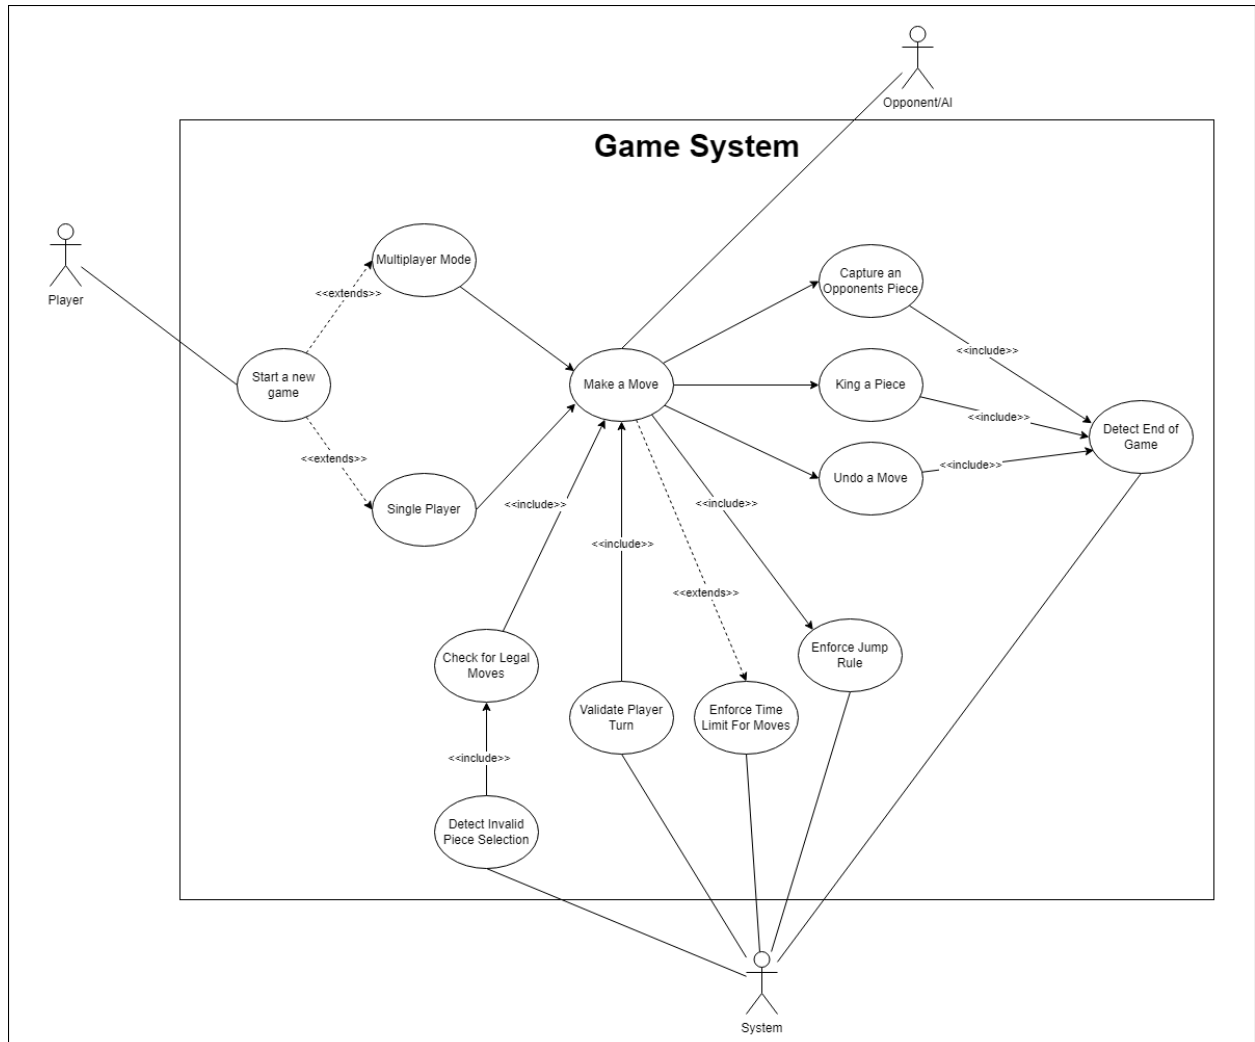 Opponent/AI
Game System
Player
Multiplayer Mode
<<extends>>
Start a new
game
<<extends>>
Single Player
Make a Move
Capture an
Opponents Piece
<<include>>
King a Piece
<<include>>
Undo a Move
<<include>>
Detect End of
Game
<<include>>
<<include>>
<<include>>
<<extends>>
Check for Legal
Moves
Validate Player
Turn
Enforce Time
Limit For Moves
Enforce Jump
Rule
<<include>>
Detect Invalid
Piece Selection
System